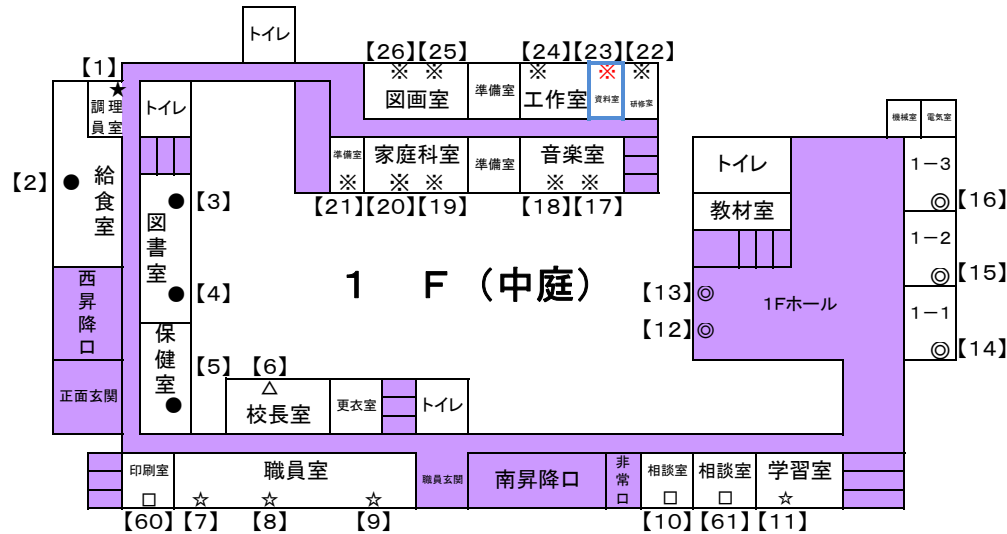 トイレ
【1】
【26】【25】
【24】【23】【22】
★
※ ※ ※ ※ ※
調理員室
トイレ
図画室
準備室
工作室
資料室
研修室
機械室
電気室
【2】
●
給食室
準備室
家庭科室
準備室
音楽室
トイレ
1-3
※ ※ ※ ※ ※
◎【16】
●【3】
【21】【20】【19】
【18】【17】
教材室
図書室
1-2
西昇降口
1 F (中庭)
◎【15】
●【4】
【13】◎
1Fホール
1-1
【12】◎
保健室
◎【14】
【5】
【6】
△
正面玄関
●
校長室
更衣室
トイレ
印刷室
職員室
職員玄関
南昇降口
非常口
相談室
相談室
学習室
□ ☆ ☆ ☆ □ □ ☆
【60】【7】
【8】
【9】
【10】【61】
【11】